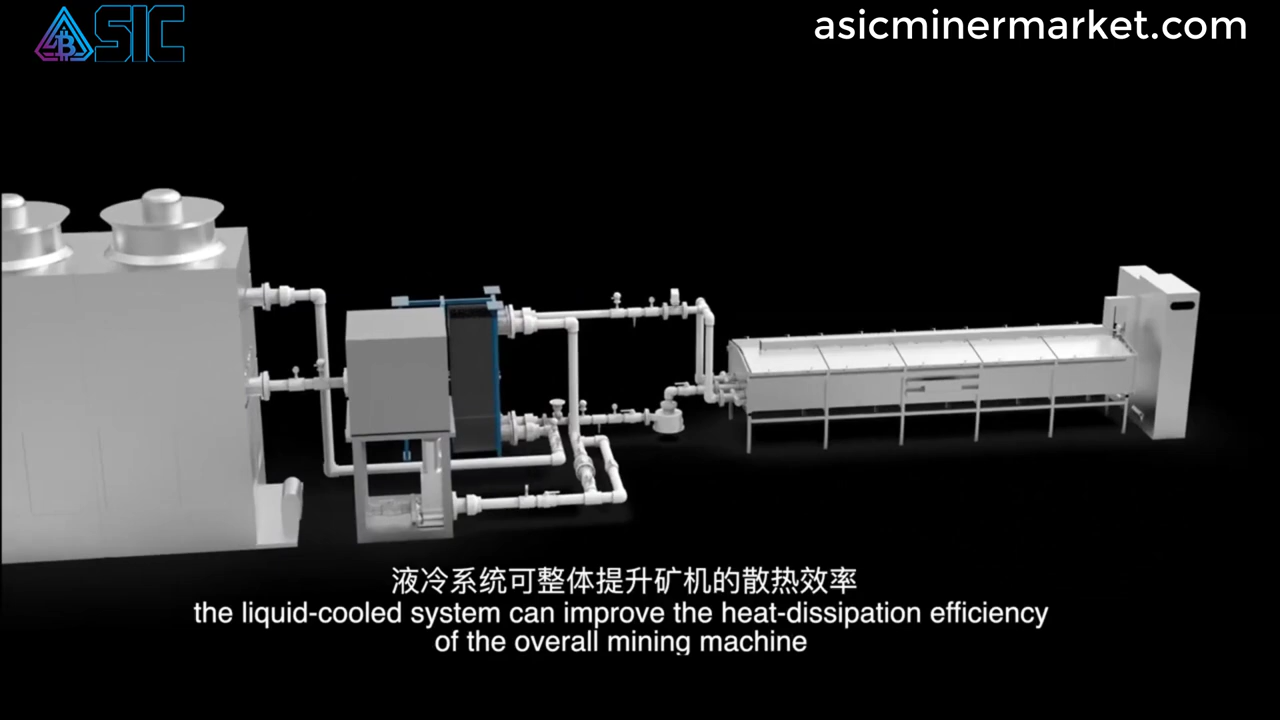 ASIC
asicminermarket.com
液冷系统可整体提升矿机的散热效率
the liquid-cooled system can improve the heat-dissipation efficiency
of the overall mining machine